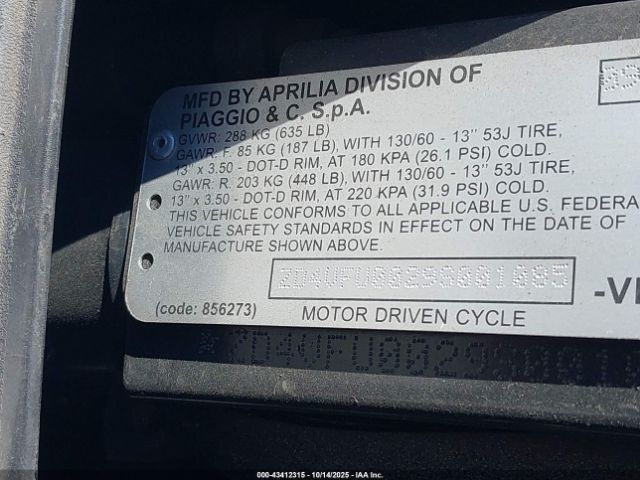 MFD BY APRILIA DIVISION OF
PIAGGIO & C. S.p.A.
GVWR: 288 KG (635 LB)
GAWR: F. 85 KG (187 LB), WITH 130/60 - 13" 53J TIRE,
13" x 3.50 - DOT-D RIM, AT 180 KPA (26.1 PSI) COLD.
GAWR: R. 203 KG (448 LB), WITH 130/60 - 13" 53J TIRE,
13" x 3.50 - DOT-D RIM, AT 220 KPA (31.9 PSI) COLD.
THIS VEHICLE CONFORMS TO ALL APPLICABLE U.S. FEDERA
VEHICLE SAFETY STANDARDS IN EFFECT ON THE DATE OF
MANUFACTURE SHOWN ABOVE.
ZD4VFU0029S001085
-VE
(code: 856273)
MOTOR DRIVEN CYCLE
000-43412315 | 10/14/2025 | IAA Inc.